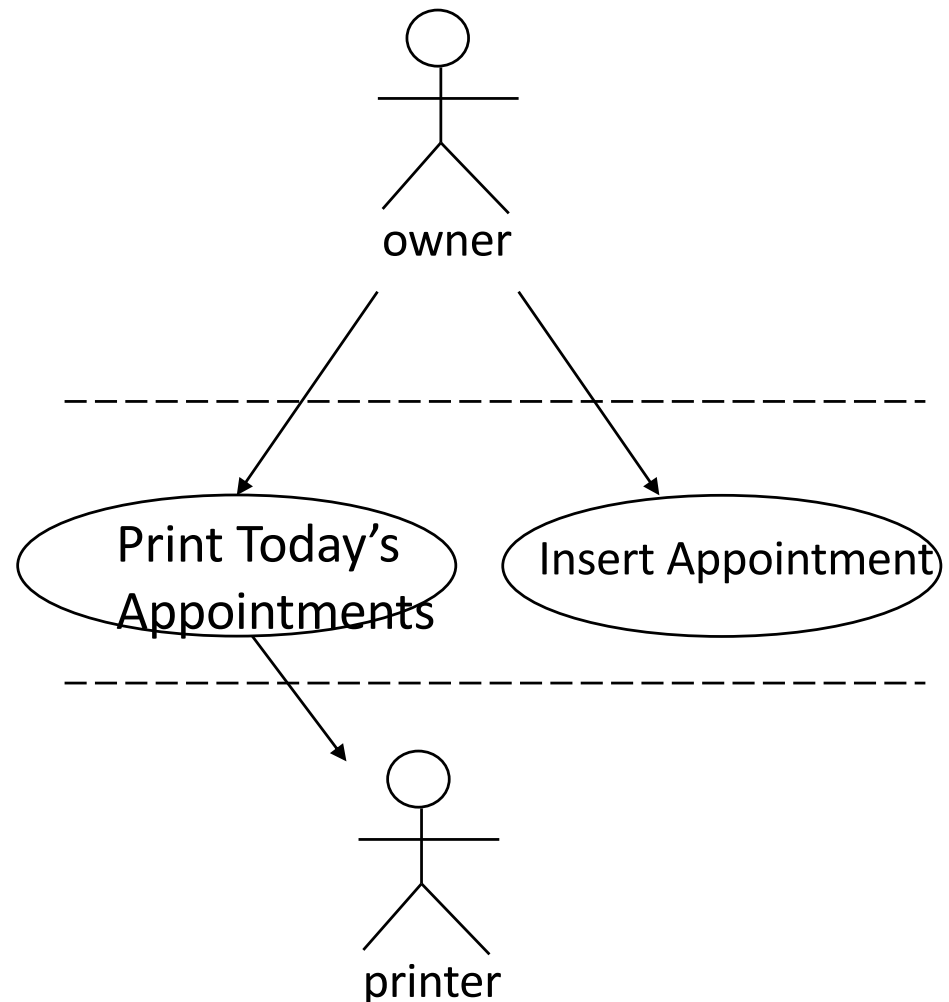 owner
Print Today’s
Appointments
Insert Appointment
printer